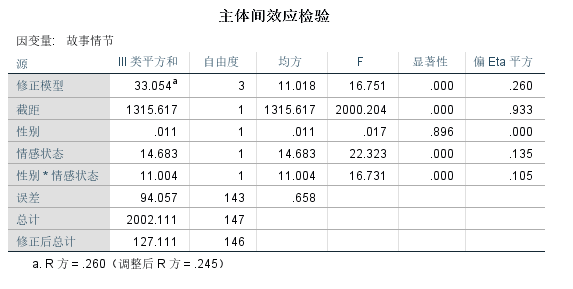 主体间效应检验
因变量: 故事情节
源 III 类平方和 自由度 均方 F 显著性 偏 Eta 平方
修正模型 33.054a 3 11.018 16.751 .000 .260
截距 1315.617 1 1315.617 2000.204 .000 .933
性别 .011 1 .011 .017 .896 .000
情感状态 14.683 1 14.683 22.323 .000 .135
性别 * 情感状态 11.004 1 11.004 16.731 .000 .105
误差 94.057 143 .658
总计 2002.111 147
修正后总计 127.111 146
a. R 方 = .260（调整后 R 方 = .245）